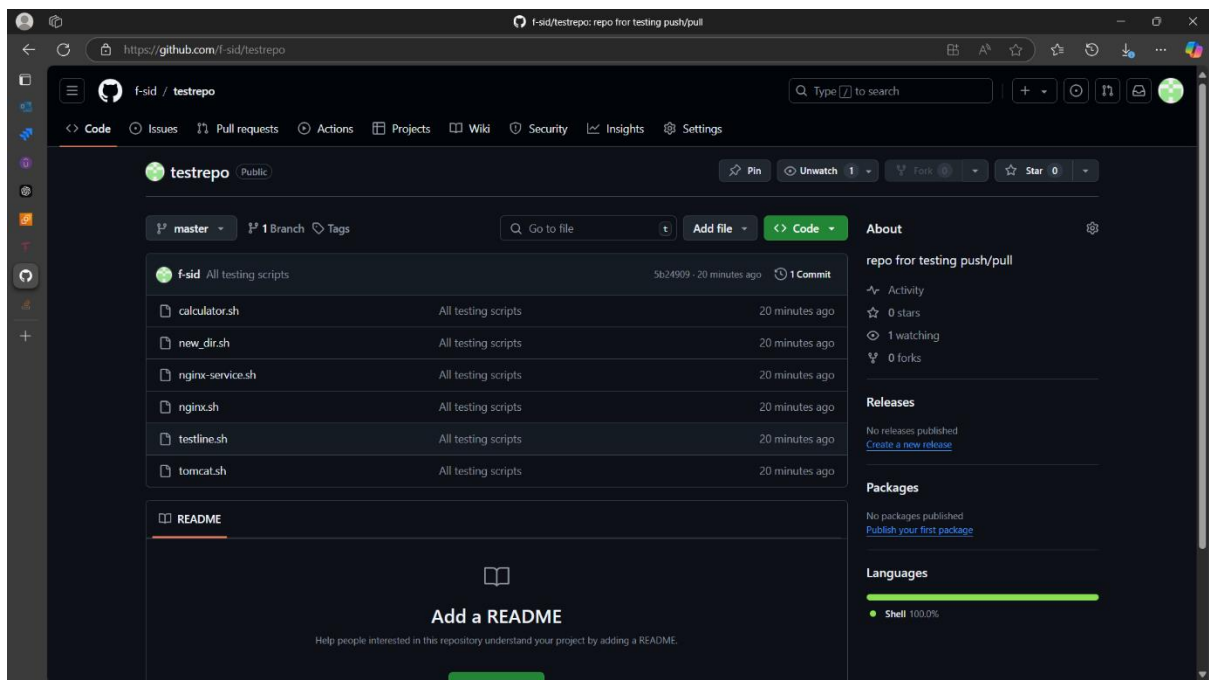 f-sid/testrepo: repo fror testing push/pull
https://github.com/f-sid/testrepo
f-sid / testrepo
Type / to search
Code Issues Pull requests Actions Projects Wiki Security Insights Settings
testrepo Public
Pin Unwatch 1 Fork 0 Star 0
master 1 Branch Tags Go to file t Add file Code
f-sid All testing scripts 5b24909 · 20 minutes ago 1 Commit
calculator.sh All testing scripts 20 minutes ago
new_dir.sh All testing scripts 20 minutes ago
nginx-service.sh All testing scripts 20 minutes ago
nginx.sh All testing scripts 20 minutes ago
testline.sh All testing scripts 20 minutes ago
tomcat.sh All testing scripts 20 minutes ago
README
Add a README
Help people interested in this repository understand your project by adding a README.
About
repo fror testing push/pull
Activity
0 stars
1 watching
0 forks
Releases
No releases published
Create a new release
Packages
No packages published
Publish your first package
Languages
Shell 100.0%